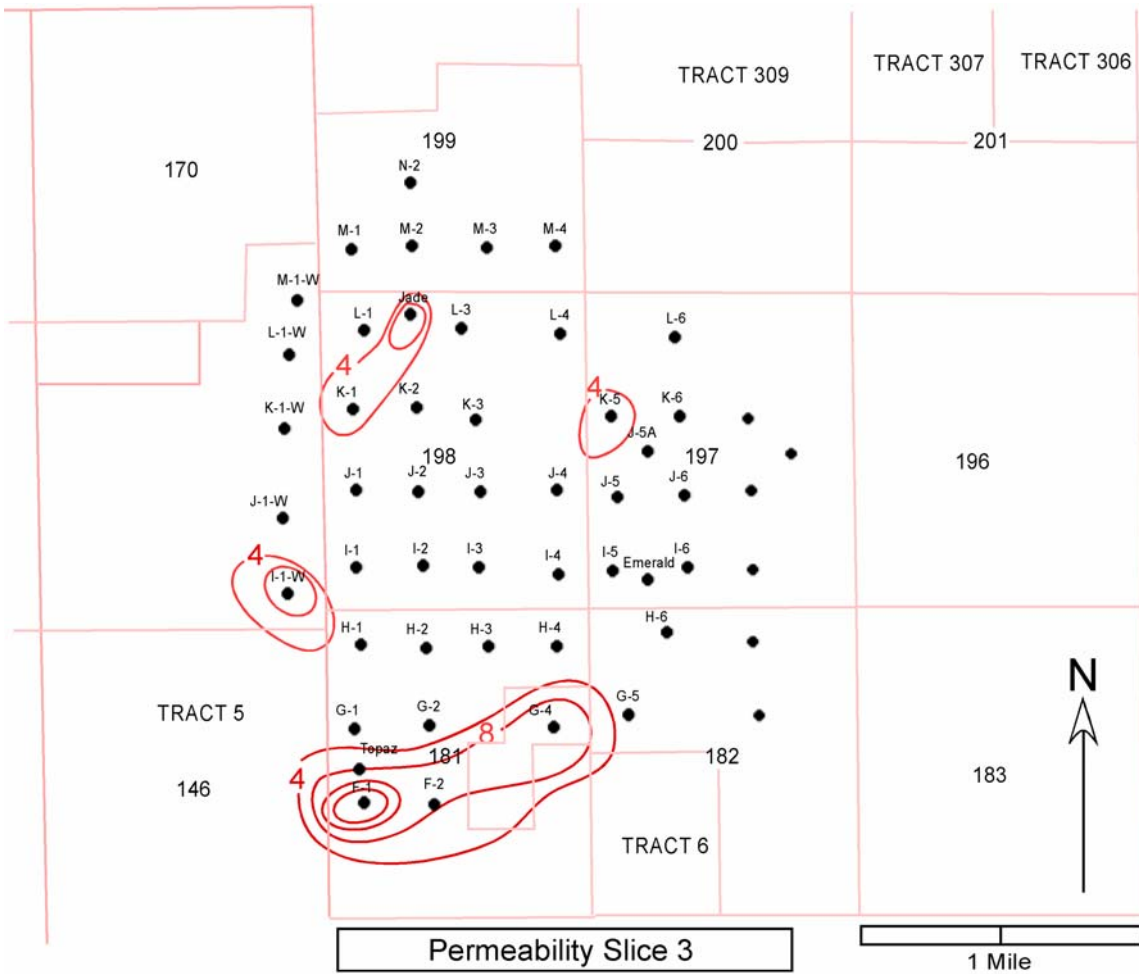 TRACT 309
TRACT 307
TRACT 306
199
200
201
170
N-2
M-1
M-2
M-3
M-4
M-1-W
Jade
L-1
L-3
L-4
L-6
L-1-W
4
4
K-1
K-2
K-3
K-5
K-6
K-1-W
J-5A
198
197
196
J-1
J-2
J-3
J-4
J-5
J-6
J-1-W
4
I-1
I-2
I-3
I-4
I-5
Emerald
I-6
I-1-W
H-1
H-2
H-3
H-4
H-6
N
TRACT 5
G-1
G-2
G-4
G-5
8
Topaz
181
182
183
4
146
F-1
F-2
TRACT 6
Permeability Slice 3
1 Mile